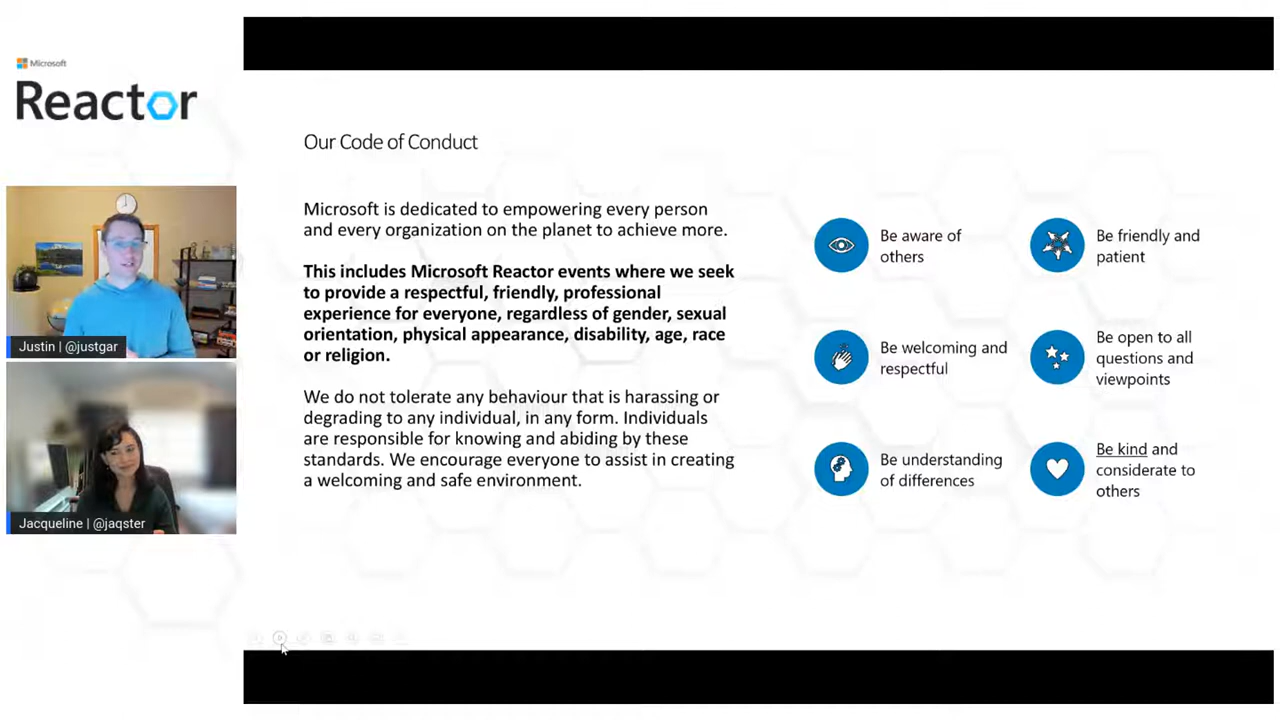 Microsoft
Reactor
Our Code of Conduct
Microsoft is dedicated to empowering every person
and every organization on the planet to achieve more.
This includes Microsoft Reactor events where we seek
to provide a respectful, friendly, professional
experience for everyone, regardless of gender, sexual
orientation, physical appearance, disability, age, race
or religion.
We do not tolerate any behaviour that is harassing or
degrading to any individual, in any form. Individuals
are responsible for knowing and abiding by these
standards. We encourage everyone to assist in creating
a welcoming and safe environment.
Be aware of
others
Be friendly and
patient
Be welcoming and
respectful
Be open to all
questions and
viewpoints
Be understanding
of differences
Be kind and
considerate to
others
Justin | @justgar
Jacqueline | @jaqster